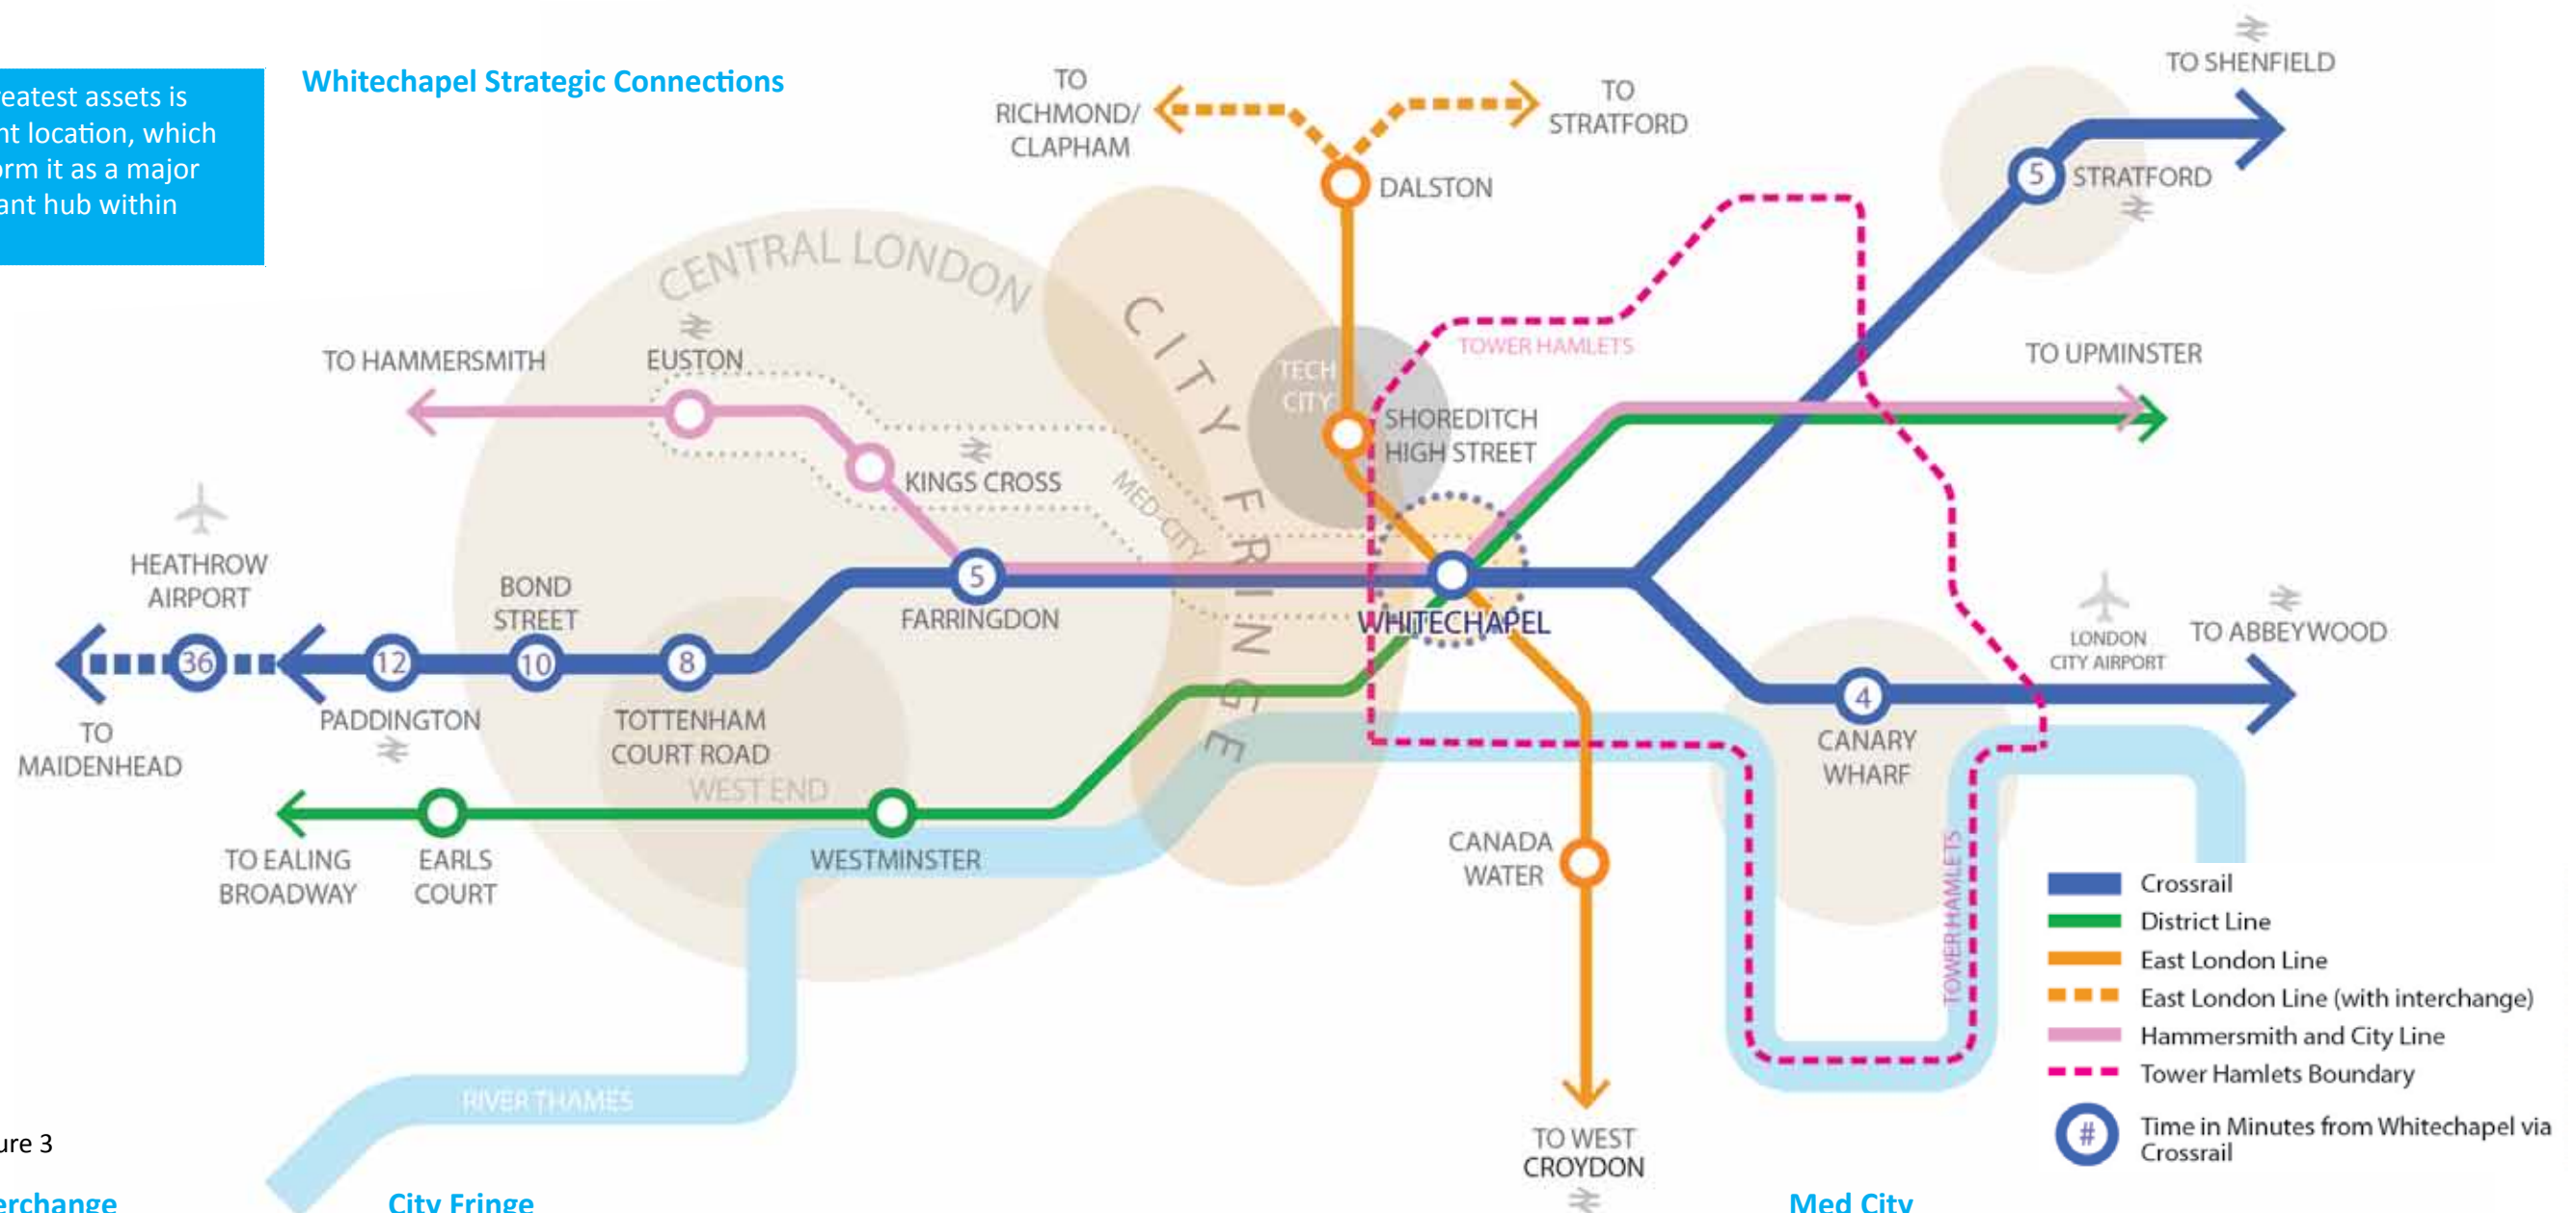 reatest assets is
nt location, which
orm it as a major
ant hub within
Whitechapel Strategic Connections
TO
RICHMOND/
CLAPHAM
TO
STRATFORD
DALSTON
TO SHENFIELD
5
STRATFORD
CENTRAL LONDON
CITY FRINGE
TECH
CITY
TOWER HAMLETS
TO HAMMERSMITH
EUSTON
TO UPMINSTER
SHOREDITCH
HIGH STREET
KINGS CROSS
MED-CITY
HEATHROW
AIRPORT
BOND
STREET
5
FARRINGDON
WHITECHAPEL
LONDON
CITY AIRPORT
TO ABBEYWOOD
36
12
10
8
4
TO
MAIDENHEAD
PADDINGTON
TOTTENHAM
COURT ROAD
WEST END
CANARY
WHARF
TO EALING
BROADWAY
EARLS
COURT
WESTMINSTER
CANADA
WATER
TOWER HAMLETS
RIVER THAMES
TO WEST
CROYDON
Crossrail
District Line
East London Line
East London Line (with interchange)
Hammersmith and City Line
Tower Hamlets Boundary
#
Time in Minutes from Whitechapel via
Crossrail
ure 3
erchange
City Fringe
Med City